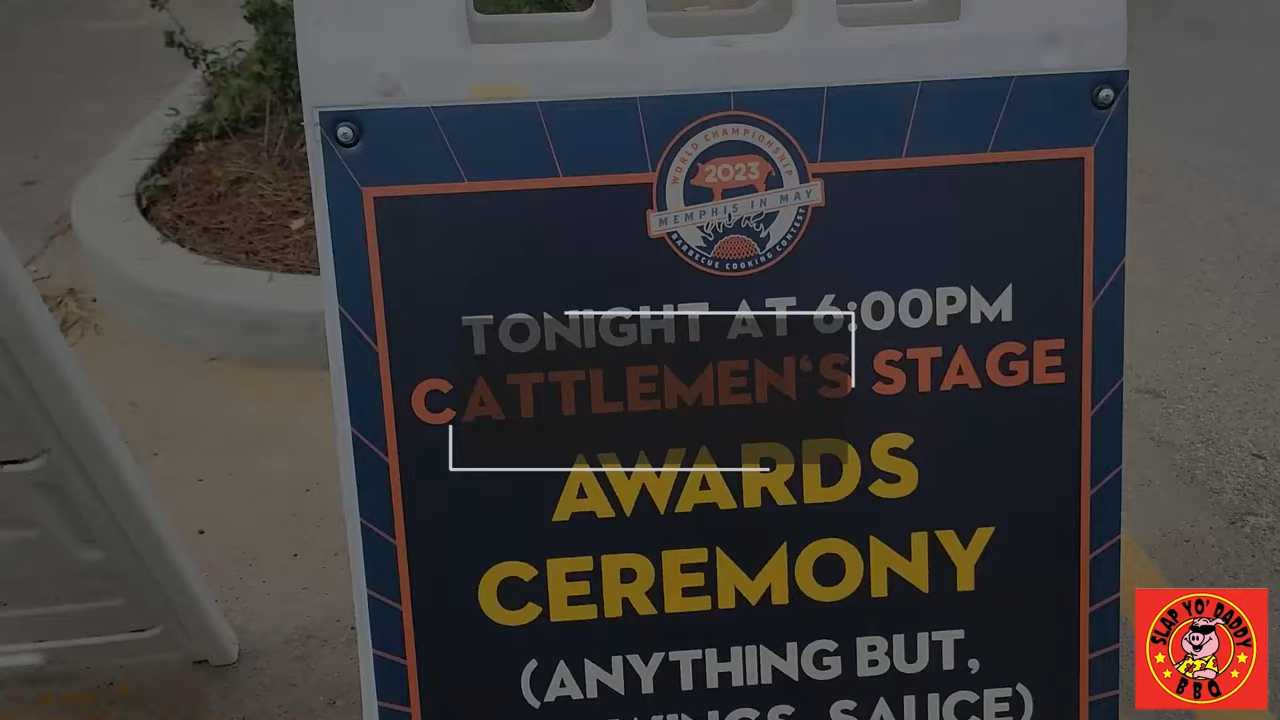 WORLD CHAMPIONSHIP
2023
MEMPHIS IN MAY
BARBECUE COOKING CONTEST
TONIGHT AT 6:00PM
CATTLEMEN'S STAGE
AWARDS
CEREMONY
(ANYTHING BUT,
WINGS, SAUCE)
SLAP YO' DADDY
BBQ